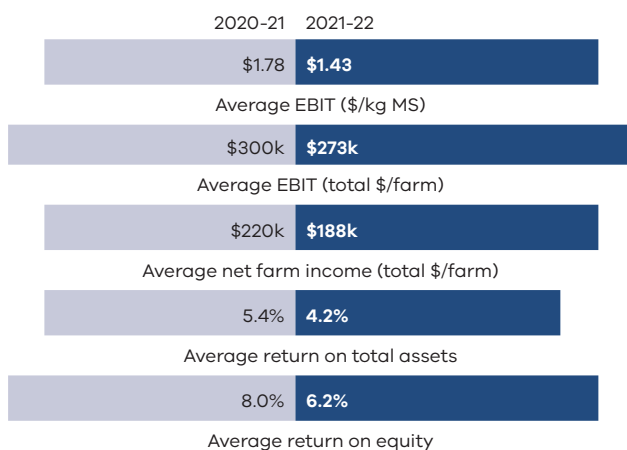 2020-21 2021-22
$1.78 $1.43
Average EBIT ($/kg MS)
$300k $273k
Average EBIT (total $/farm)
$220k $188k
Average net farm income (total $/farm)
5.4% 4.2%
Average return on total assets
8.0% 6.2%
Average return on equity